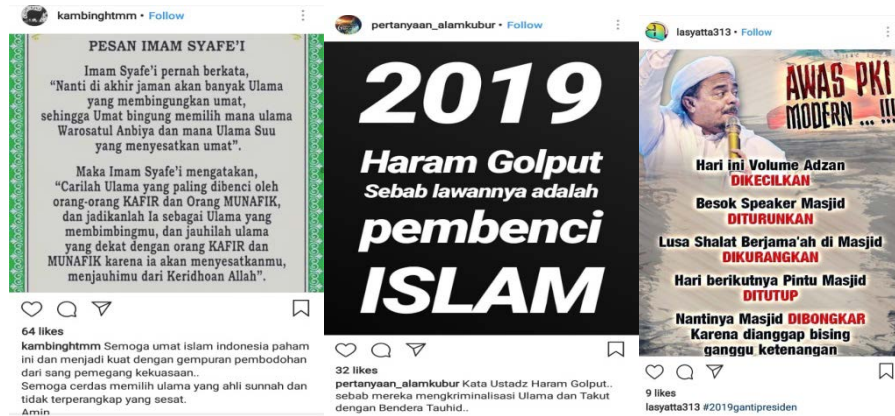 kambinghtmm • Follow
PESAN IMAM SYAFE'I
Imam Syafe'i pernah berkata,
"Nanti di akhir jaman akan banyak Ulama
yang membingungkan umat,
sehingga Umat bingung memilih mana ulama
Warosatul Anbiya dan mana Ulama Suu
yang menyesatkan umat".
Maka Imam Syafe'i mengatakan,
"Carilah Ulama yang paling dibenci oleh
orang-orang KAFIR dan Orang MUNAFIK,
dan jadikanlah Ia sebagai Ulama yang
membimbingmu, dan jauhilah ulama
yang dekat dengan orang KAFIR dan
MUNAFIK karena ia akan menyesatkanmu,
menjauhimu dari Keridhoan Allah".
64 likes
kambinghtmm Semoga umat islam indonesia paham
ini dan menjadi kuat dengan gempuran pembodohan
dari sang pemegang kekuasaan..
Semoga cerdas memilih ulama yang ahli sunnah dan
tidak terperangkap yang sesat.
Amin
pertanyaan_alamkubur • Follow
2019
Haram Golput
Sebab lawannya adalah
pembenci
ISLAM
32 likes
pertanyaan_alamkubur Kata Ustadz Haram Golput..
sebab mereka mengkriminalisasi Ulama dan Takut
dengan Bendera Tauhid..
lasyatta313 • Follow
AWAS PKI
MODERN ... !!!
Hari ini Volume Adzan
DIKECILKAN
Besok Speaker Masjid
DITURUNKAN
Lusa Shalat Berjama'ah di Masjid
DIKURANGKAN
Hari berikutnya Pintu Masjid
DITUTUP
Nantinya Masjid DIBONGKAR
Karena dianggap bising
ganggu ketenangan
9 likes
lasyatta313 #2019gantipresiden